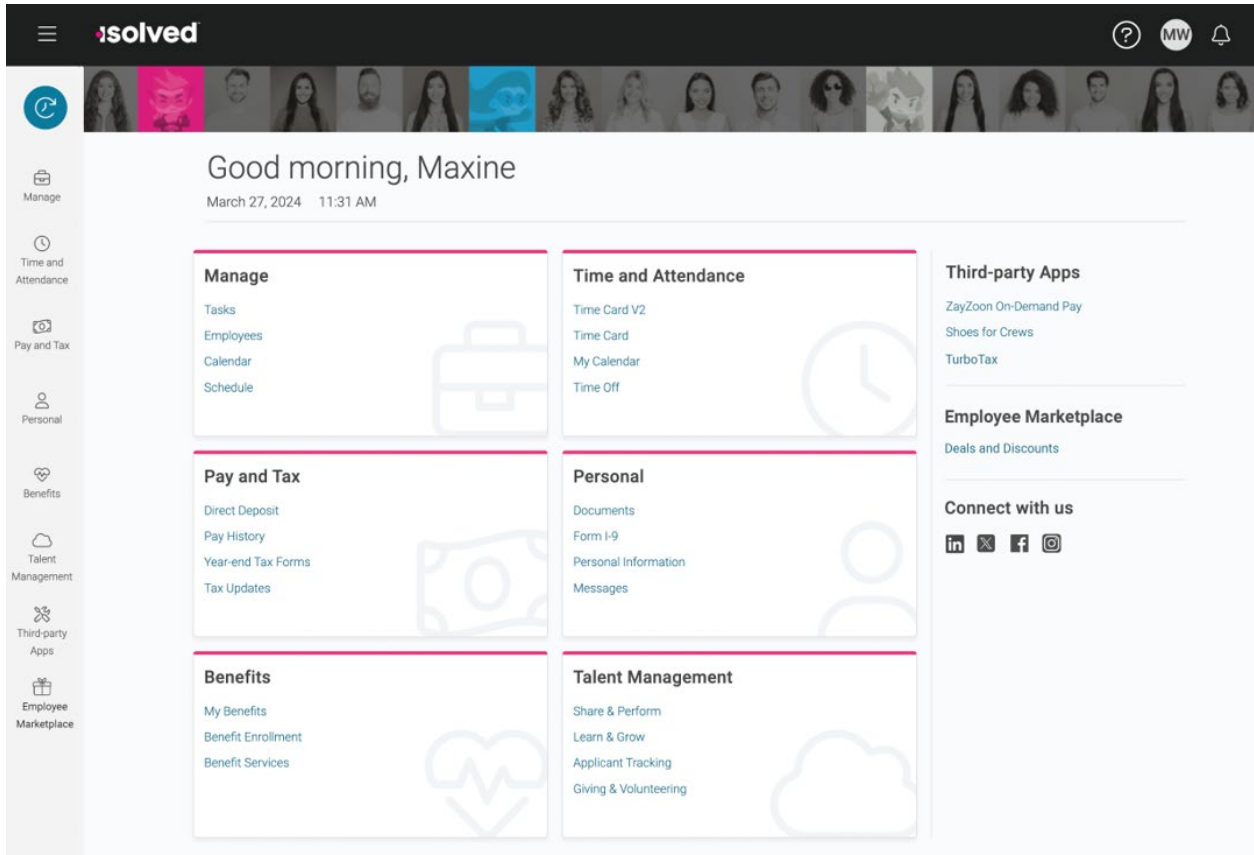 isolved
?
MW
Good morning, Maxine
March 27, 2024 11:31 AM
Manage
Time and
Attendance
Pay and Tax
Personal
Benefits
Talent
Management
Third-party
Apps
Employee
Marketplace
Manage
Tasks
Employees
Calendar
Schedule
Time and Attendance
Time Card V2
Time Card
My Calendar
Time Off
Pay and Tax
Direct Deposit
Pay History
Year-end Tax Forms
Tax Updates
Personal
Documents
Form I-9
Personal Information
Messages
Benefits
My Benefits
Benefit Enrollment
Benefit Services
Talent Management
Share & Perform
Learn & Grow
Applicant Tracking
Giving & Volunteering
Third-party Apps
ZayZoon On-Demand Pay
Shoes for Crews
TurboTax
Employee Marketplace
Deals and Discounts
Connect with us